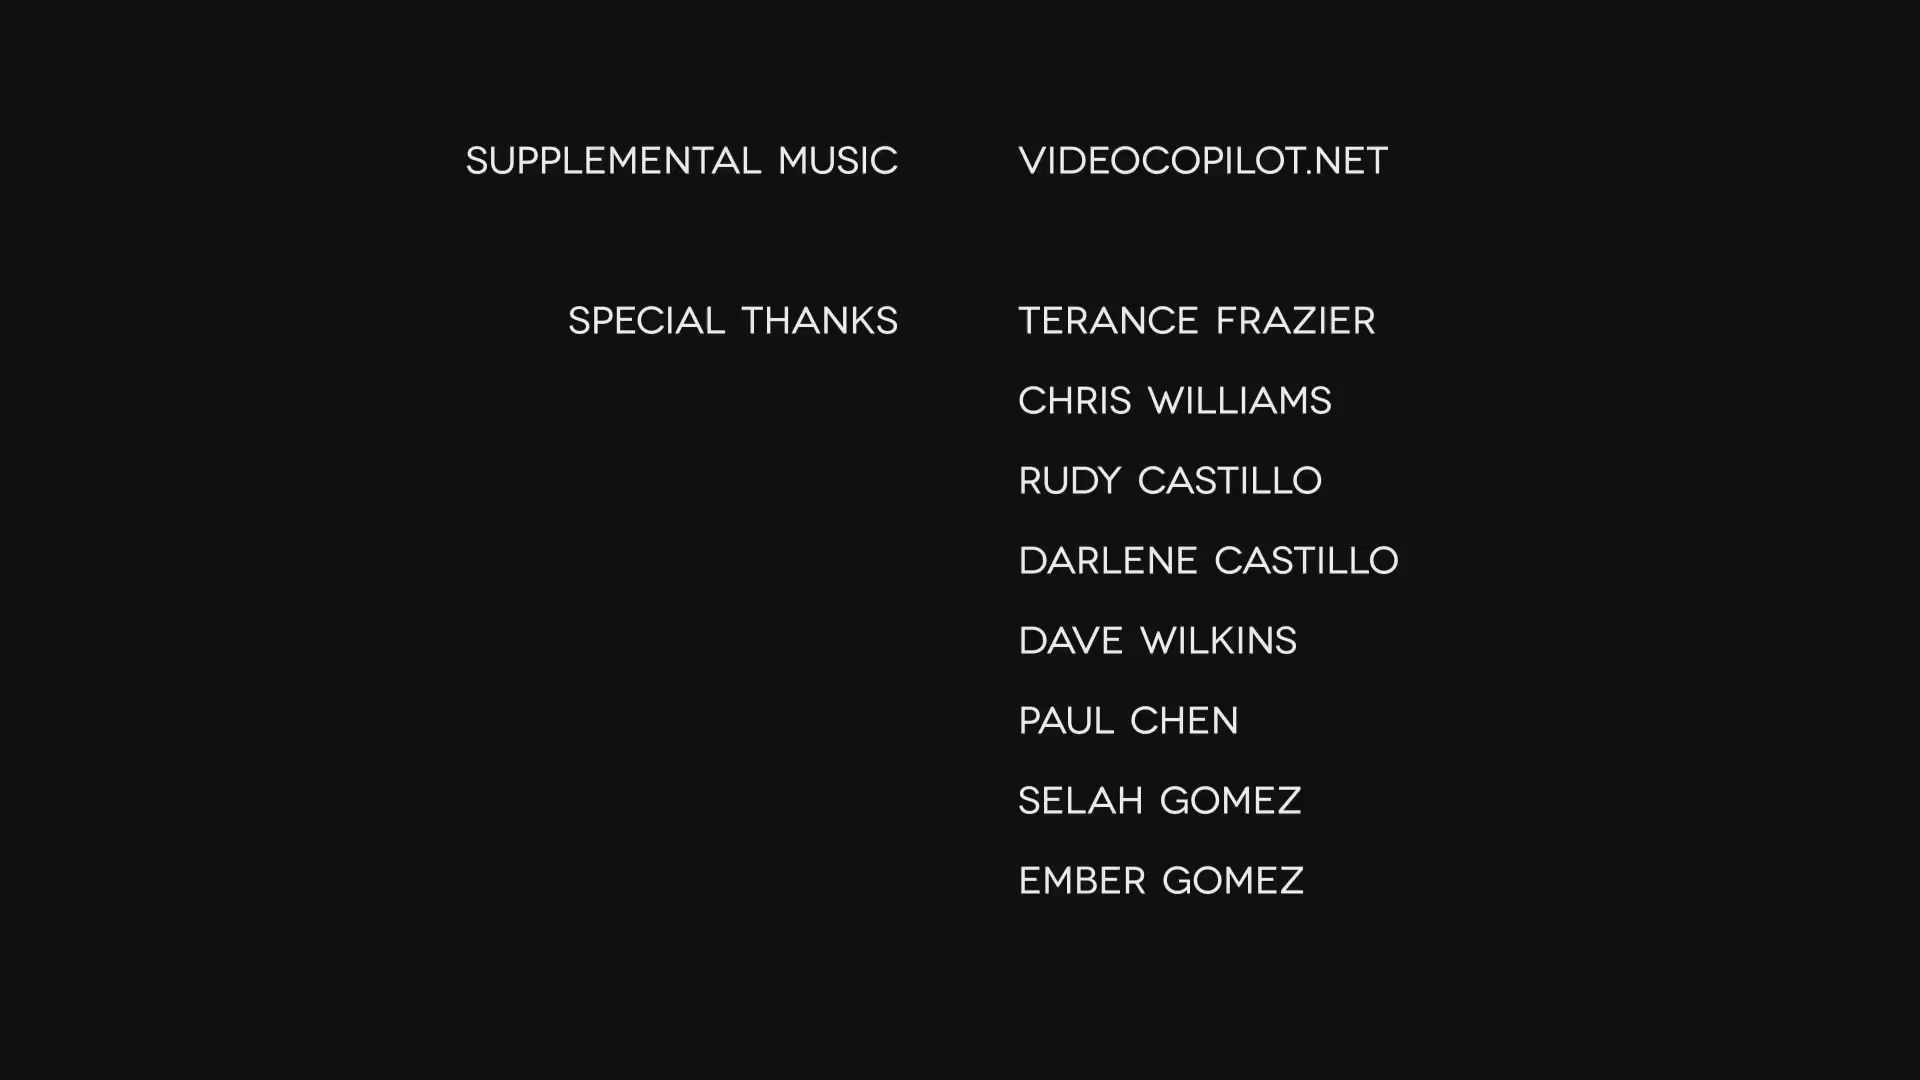 SUPPLEMENTAL MUSIC VIDEOCOPILOT.NET
SPECIAL THANKS TERANCE FRAZIER
CHRIS WILLIAMS
RUDY CASTILLO
DARLENE CASTILLO
DAVE WILKINS
PAUL CHEN
SELAH GOMEZ
EMBER GOMEZ